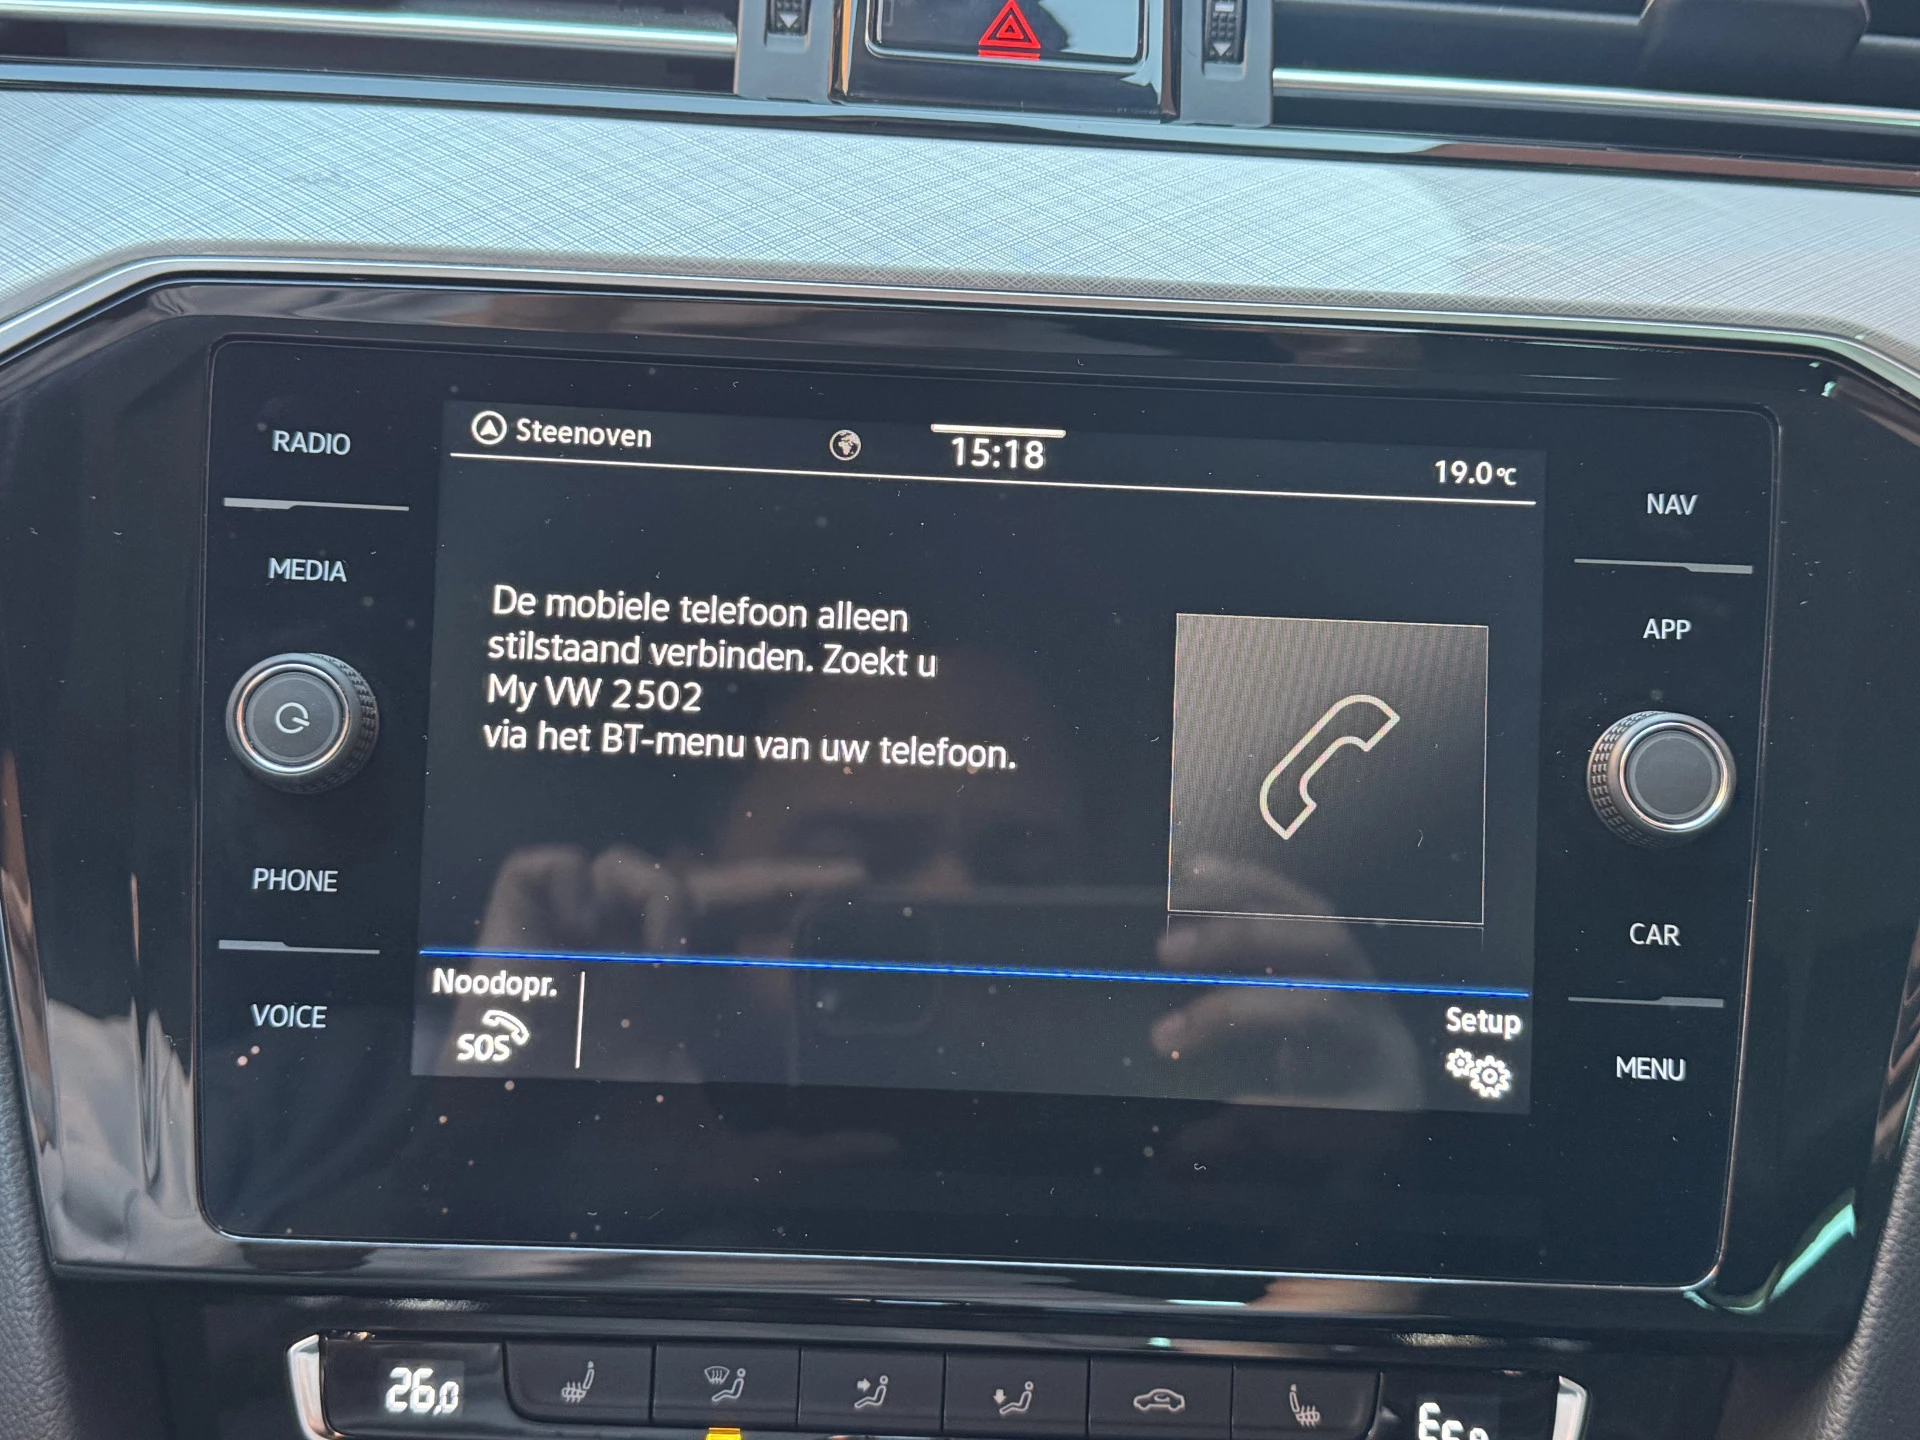 Steenoven
15:18
19.0°C
RADIO
MEDIA
PHONE
VOICE
De mobiele telefoon alleen
stilstaand verbinden. Zoekt u
My VW 2502
via het BT-menu van uw telefoon.
Noodopr.
SOS
Setup
NAV
APP
CAR
MENU
26.0